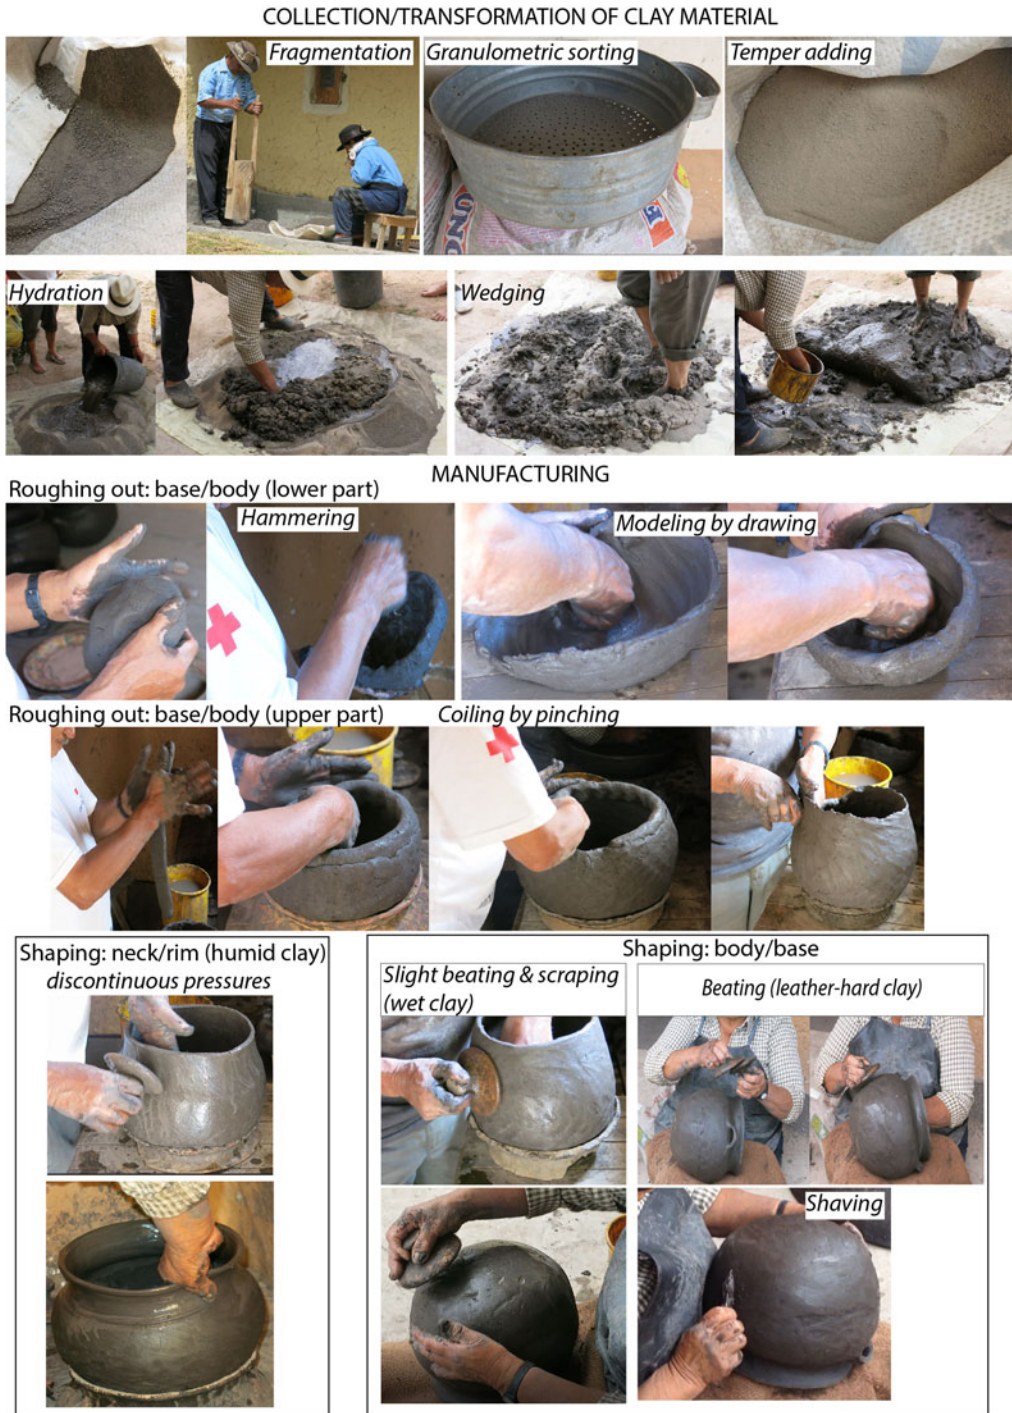 COLLECTION/TRANSFORMATION OF CLAY MATERIAL
Fragmentation
Granulometric sorting
Temper adding
Hydration
Wedging
MANUFACTURING
Roughing out: base/body (lower part)
Hammering
Modeling by drawing
Roughing out: base/body (upper part)
Coiling by pinching
Shaping: neck/rim (humid clay)
discontinuous pressures
Shaping: body/base
Slight beating & scraping
(wet clay)
Beating (leather-hard clay)
Shaving